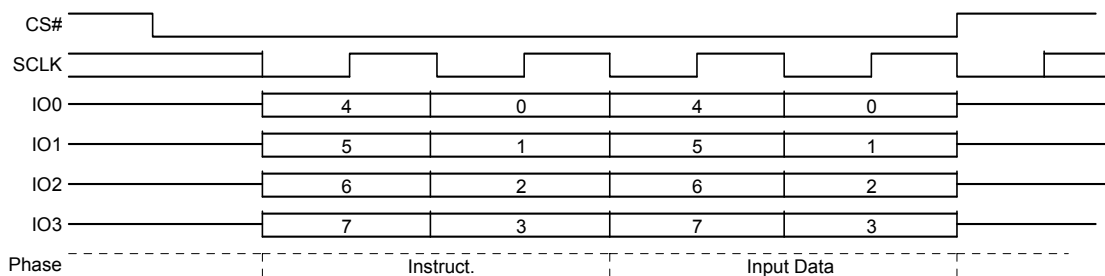 CS#
SCLK
IO0 4 0 4 0
IO1 5 1 5 1
IO2 6 2 6 2
IO3 7 3 7 3
Phase Instruct. Input Data